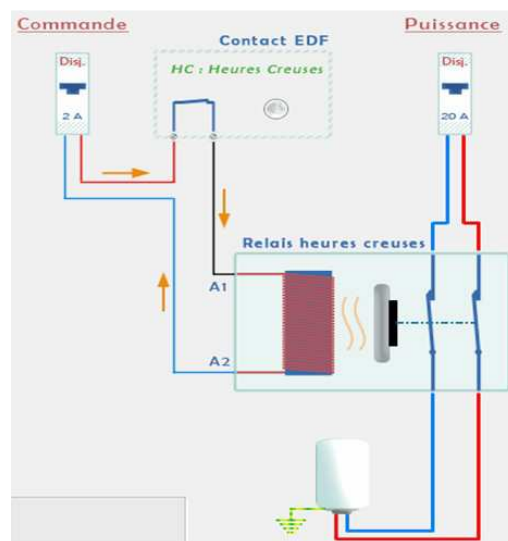 Commande
Puissance
Contact EDF
Disj.
HC : Heures Creuses
Disj.
2 A
20 A
Relais heures creuses
A1
A2